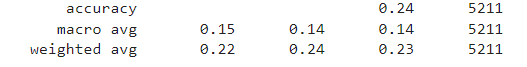 accuracy 0.24 5211
macro avg 0.15 0.14 0.14 5211
weighted avg 0.22 0.24 0.23 5211